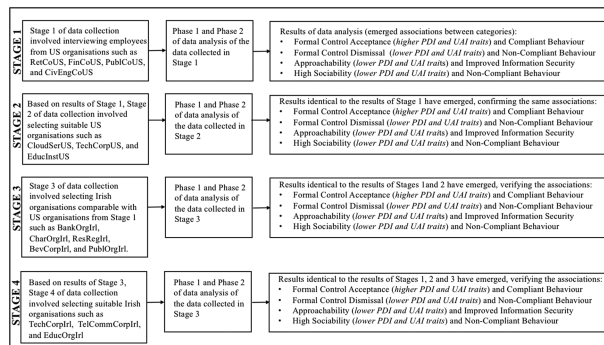 STAGE 1
Stage 1 of data collection
involved interviewing employees
from US organisations such as
RetCoUS, FinCoUS, PublCoUS,
and CivEngCoUS
Phase 1 and Phase 2
of data analysis of
the data collected in
Stage 1
Results of data analysis (emerged associations between categories):
• Formal Control Acceptance (higher PDI and UAI traits) and Compliant Behaviour
• Formal Control Dismissal (lower PDI and UAI traits) and Non-Compliant Behaviour
• Approachability (lower PDI and UAI traits) and Improved Information Security
• High Sociability (lower PDI and UAI traits) and Non-Compliant Behaviour
STAGE 2
Based on results of Stage 1, Stage
2 of data collection involved
selecting suitable US
organisations such as
CloudSerUS, TechCorpUS, and
EducInstUS
Phase 1 and Phase 2
of data analysis of
the data collected in
Stage 2
Results identical to the results of Stage 1 have emerged, confirming the same associations:
• Formal Control Acceptance (higher PDI and UAI traits) and Compliant Behaviour
• Formal Control Dismissal (lower PDI and UAI traits) and Non-Compliant Behaviour
• Approachability (lower PDI and UAI traits) and Improved Information Security
• High Sociability (lower PDI and UAI traits) and Non-Compliant Behaviour
STAGE 3
Stage 3 of data collection
involved selecting Irish
organisations comparable with
US organisations from Stage 1
such as BankOrgIrl,
CharOrgIrl, ResRegIrl,
BevCorpIrl, and PublOrgIrl.
Phase 1 and Phase 2
of data analysis of
the data collected in
Stage 3
Results identical to the results of Stages 1and 2 have emerged, verifying the associations:
• Formal Control Acceptance (higher PDI and UAI traits) and Compliant Behaviour
• Formal Control Dismissal (lower PDI and UAI traits) and Non-Compliant Behaviour
• Approachability (lower PDI and UAI traits) and Improved Information Security
• High Sociability (lower PDI and UAI traits) and Non-Compliant Behaviour
STAGE 4
Based on results of Stage 3,
Stage 4 of data collection
involved selecting suitable Irish
organisations such as
TechCorpIrl, TelCommCorpIrl,
and EducOrgIrl
Phase 1 and Phase 2
of data analysis of
the data collected in
Stage 3
Results identical to the results of Stages 1, 2 and 3 have emerged, verifying the associations:
• Formal Control Acceptance (higher PDI and UAI traits) and Compliant Behaviour
• Formal Control Dismissal (lower PDI and UAI traits) and Non-Compliant Behaviour
• Approachability (lower PDI and UAI traits) and Improved Information Security
• High Sociability (lower PDI and UAI traits) and Non-Compliant Behaviour